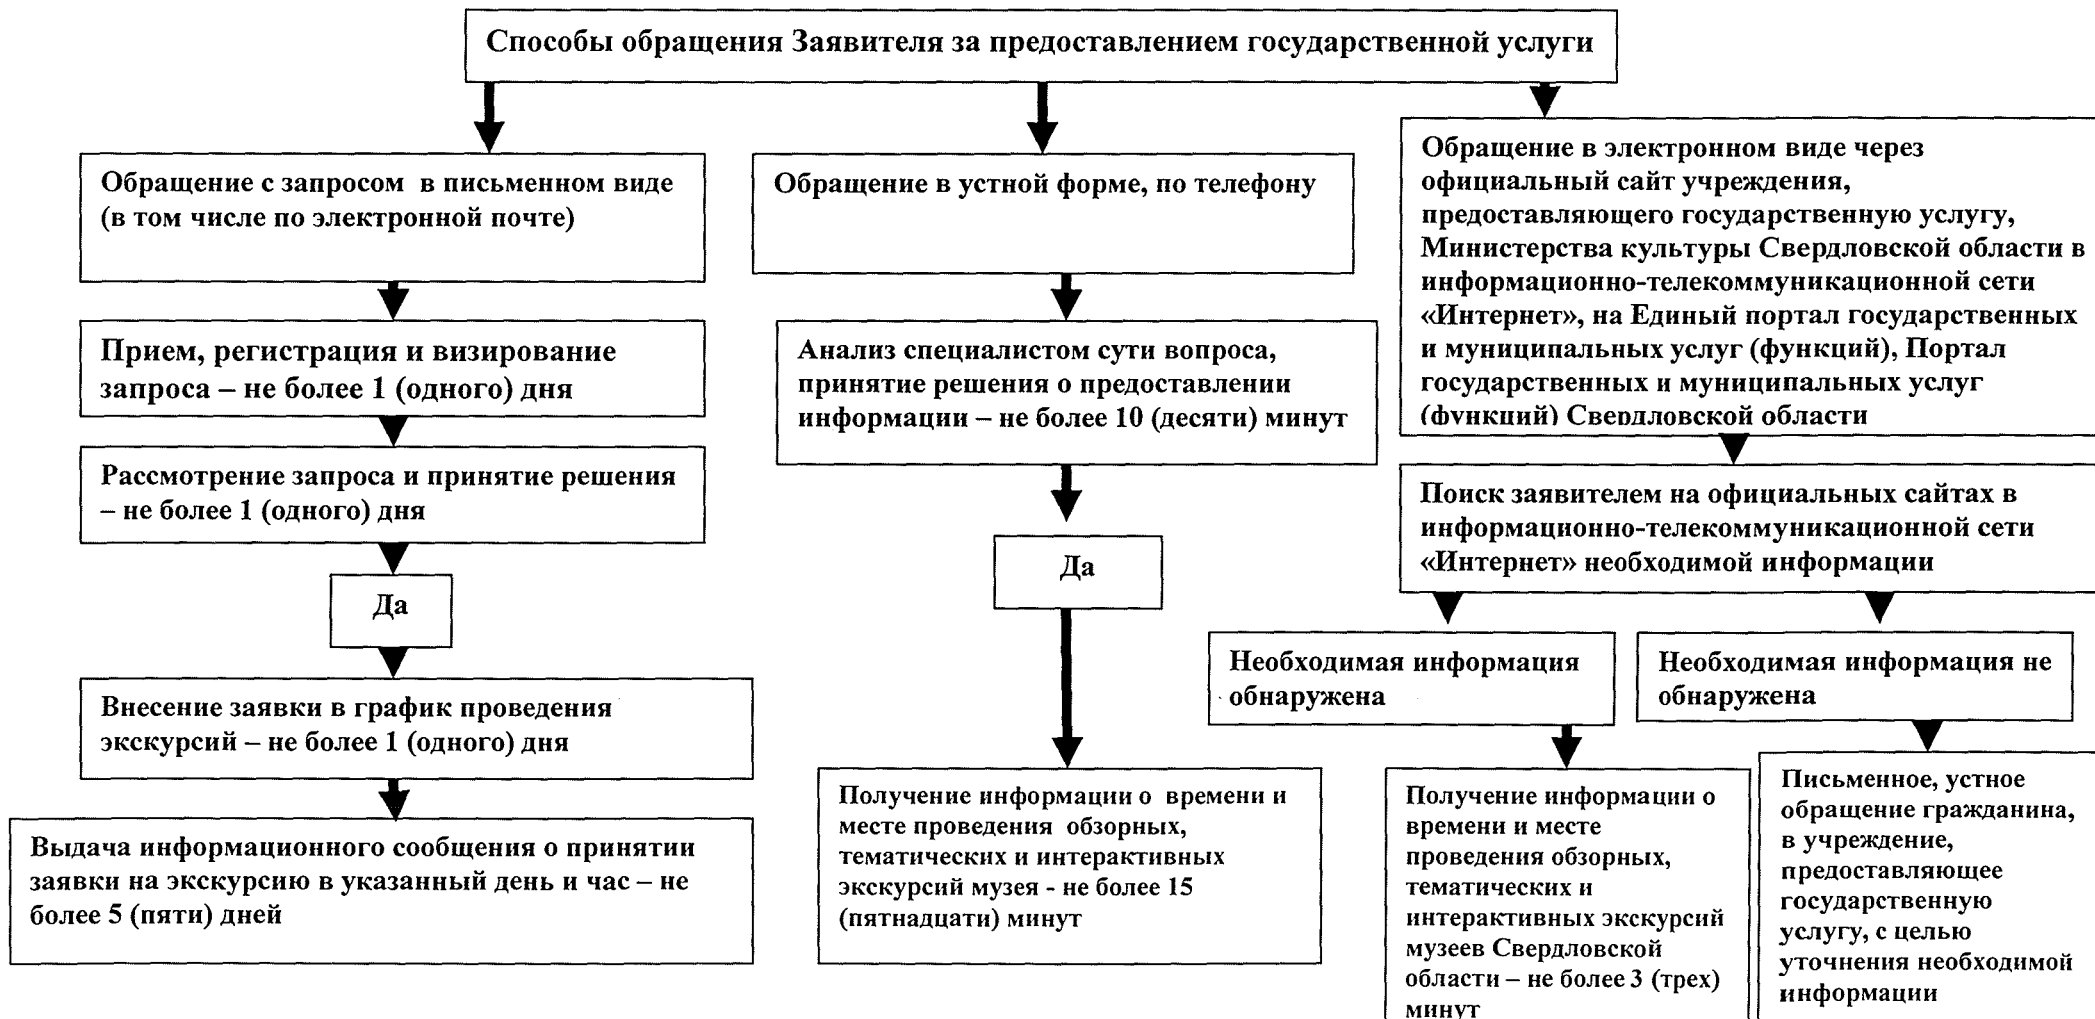 Способы обращения Заявителя за предоставлением государственной услуги
Обращение с запросом в письменном виде
(в том числе по электронной почте)
Прием, регистрация и визирование
запроса – не более 1 (одного) дня
Рассмотрение запроса и принятие решения
– не более 1 (одного) дня
Да
Внесение заявки в график проведения
экскурсий – не более 1 (одного) дня
Выдача информационного сообщения о принятии
заявки на экскурсию в указанный день и час – не
более 5 (пяти) дней
Обращение в устной форме, по телефону
Анализ специалистом сути вопроса,
принятие решения о предоставлении
информации – не более 10 (десяти) минут
Да
Получение информации о времени и
месте проведения обзорных,
тематических и интерактивных
экскурсий музея - не более 15
(пятнадцати) минут
Обращение в электронном виде через
официальный сайт учреждения,
предоставляющего государственную услугу,
Министерства культуры Свердловской области в
информационно-телекоммуникационной сети
«Интернет», на Единый портал государственных
и муниципальных услуг (функций), Портал
государственных и муниципальных услуг
(функций) Свердловской области
Поиск заявителем на официальных сайтах в
информационно-телекоммуникационной сети
«Интернет» необходимой информации
Необходимая информация
обнаружена
Получение информации о
времени и месте
проведения обзорных,
тематических и
интерактивных экскурсий
музеев Свердловской
области – не более 3 (трех)
минут
Необходимая информация не
обнаружена
Письменное, устное
обращение гражданина,
в учреждение,
предоставляющее
государственную
услугу, с целью
уточнения необходимой
информации